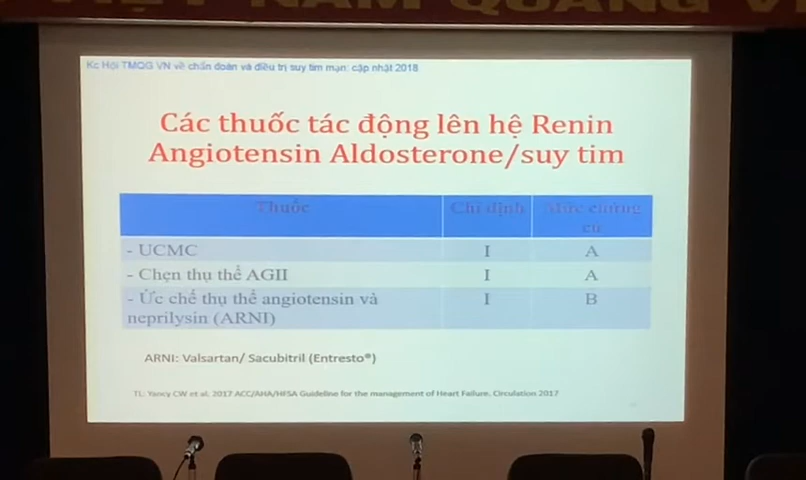 VIỆT NAM QUANG V
Kc Hội TMQG VN về chẩn đoán và điều trị suy tim mạn: cập nhật 2018
Các thuốc tác động lên hệ Renin
Angiotensin Aldosterone/suy tim
Thuốc Chỉ định Mức chứng
cứ
- UCMC I A
- Chẹn thụ thể AGII I A
- Ức chế thụ thể angiotensin và I B
neprilysin (ARNI)
ARNI: Valsartan/ Sacubitril (Entresto®)
TL: Yancy CW et al. 2017 ACC/AHA/HFSA Guideline for the management of Heart Failure. Circulation 2017